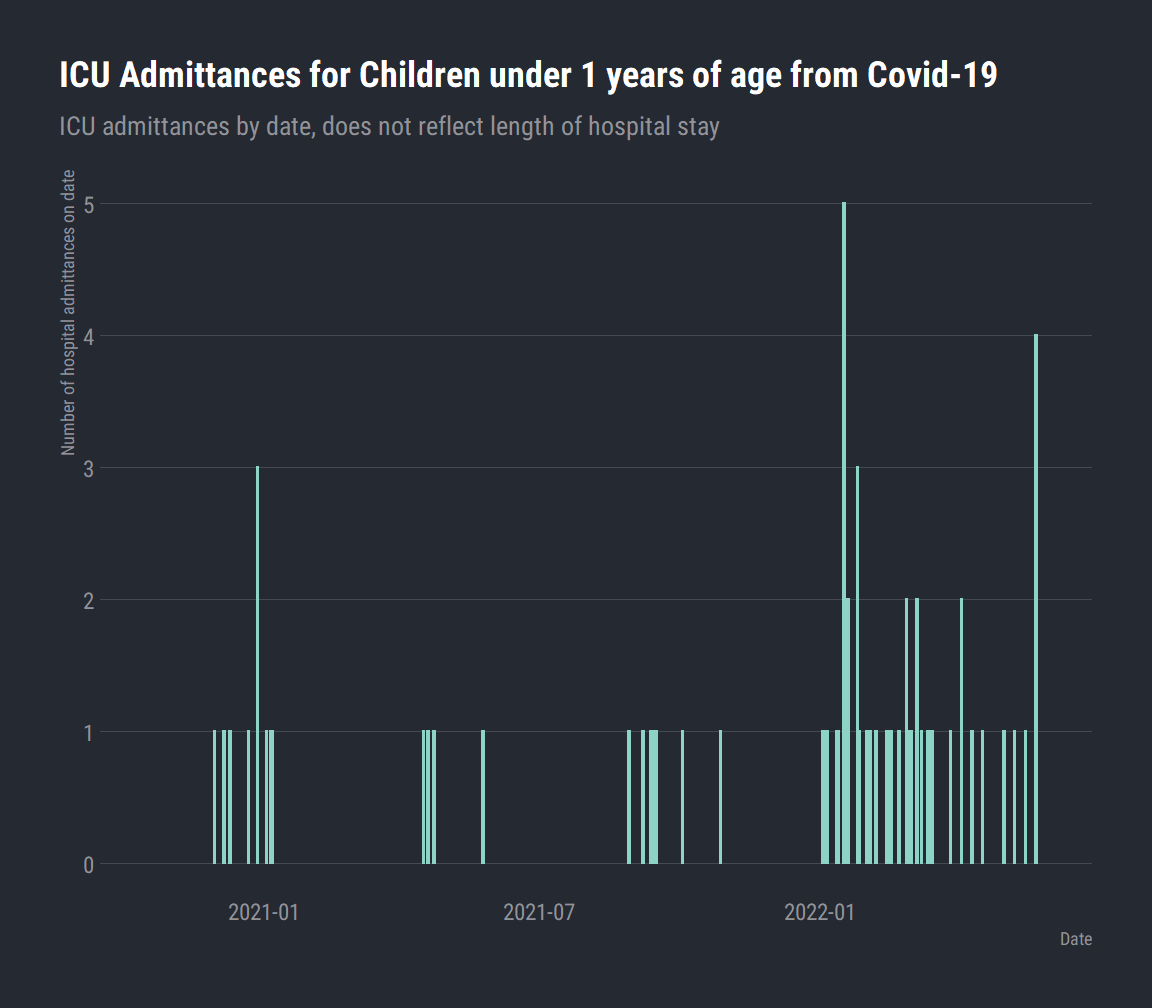 ICU Admittances for Children under 1 years of age from Covid-19
ICU admittances by date, does not reflect length of hospital stay
Number of hospital admittances on date
5
4
3
2
1
0
2021-01
2021-07
2022-01
Date